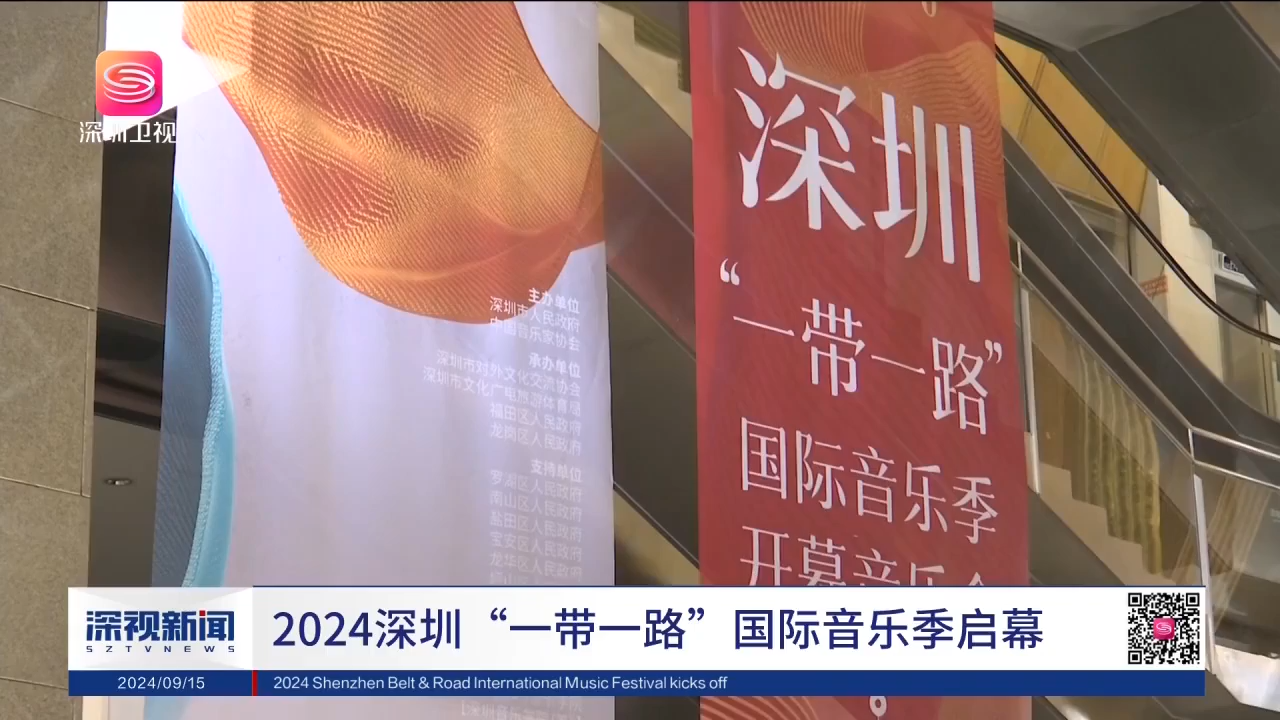 深圳卫视
主办单位
深圳市人民政府
中国音乐家协会
承办单位
深圳市对外文化交流协会
深圳市文化广电旅游体育局
福田区人民政府
龙岗区人民政府
支持单位
罗湖区人民政府
南山区人民政府
盐田区人民政府
宝安区人民政府
龙华区人民政府
深圳
“一带一路”
国际音乐季
开幕音乐会
深视新闻
SZTVNEWS
2024深圳“一带一路”国际音乐季启幕
2024/09/15
2024 Shenzhen Belt & Road International Music Festival kicks off